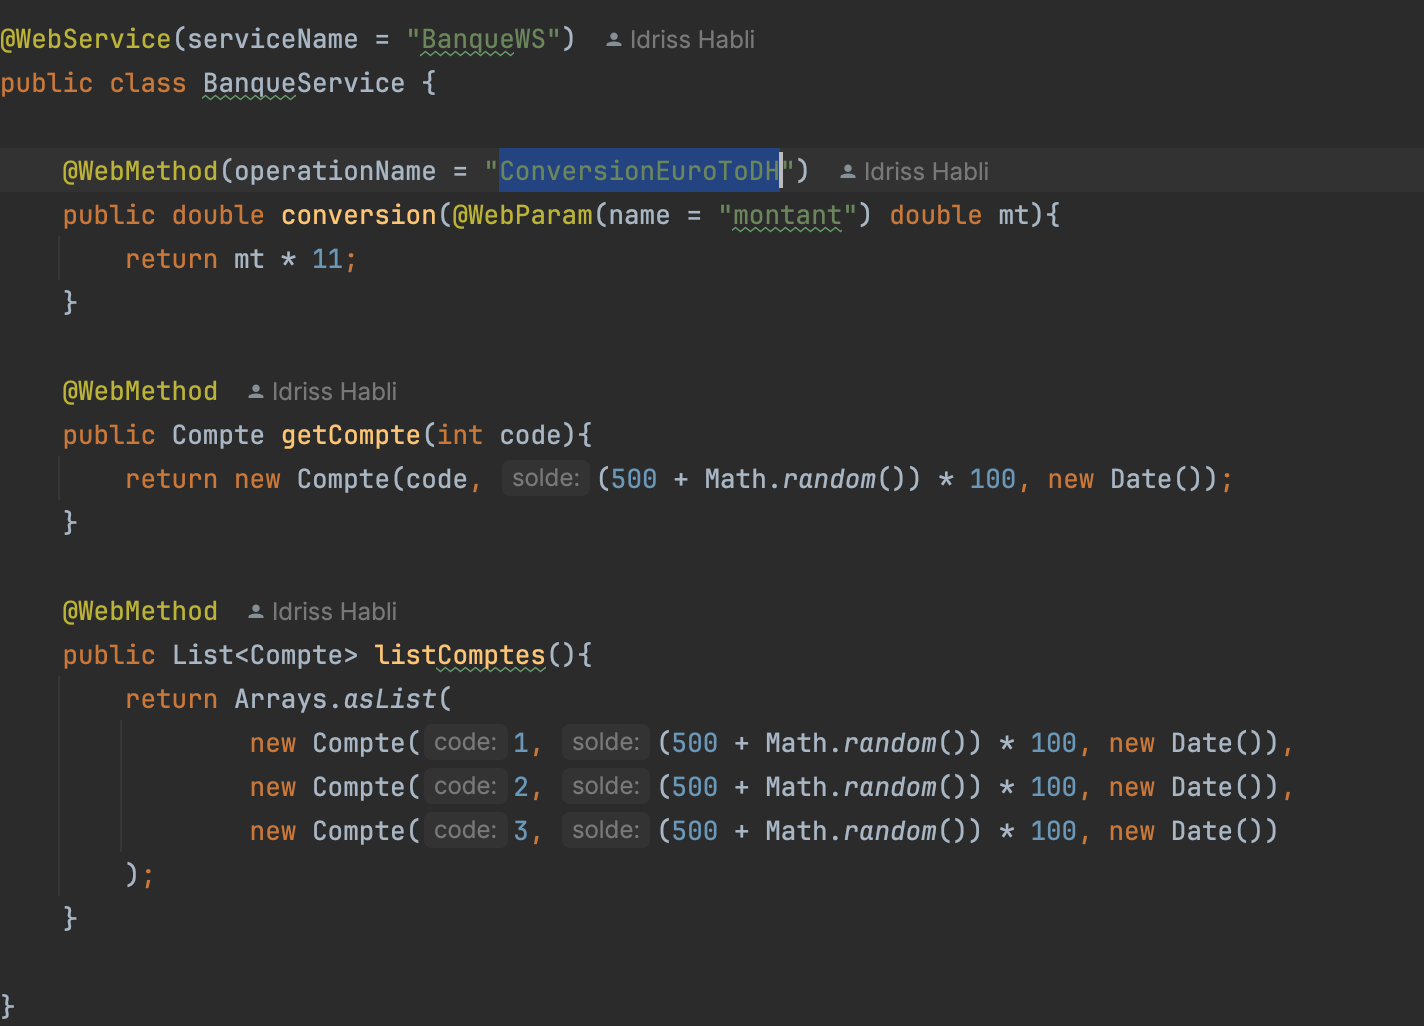 @WebService(serviceName = "BanqueWS") Idriss Habli
public class BanqueService {
@WebMethod(operationName = "ConversionEuroToDH") Idriss Habli
public double conversion(@WebParam(name = "montant") double mt){
return mt * 11;
}
@WebMethod Idriss Habli
public Compte getCompte(int code){
return new Compte(code, solde: (500 + Math.random()) * 100, new Date());
}
@WebMethod Idriss Habli
public List<Compte> listComptes(){
return Arrays.asList(
new Compte( code: 1, solde: (500 + Math.random()) * 100, new Date()),
new Compte( code: 2, solde: (500 + Math.random()) * 100, new Date()),
new Compte( code: 3, solde: (500 + Math.random()) * 100, new Date())
);
}
}